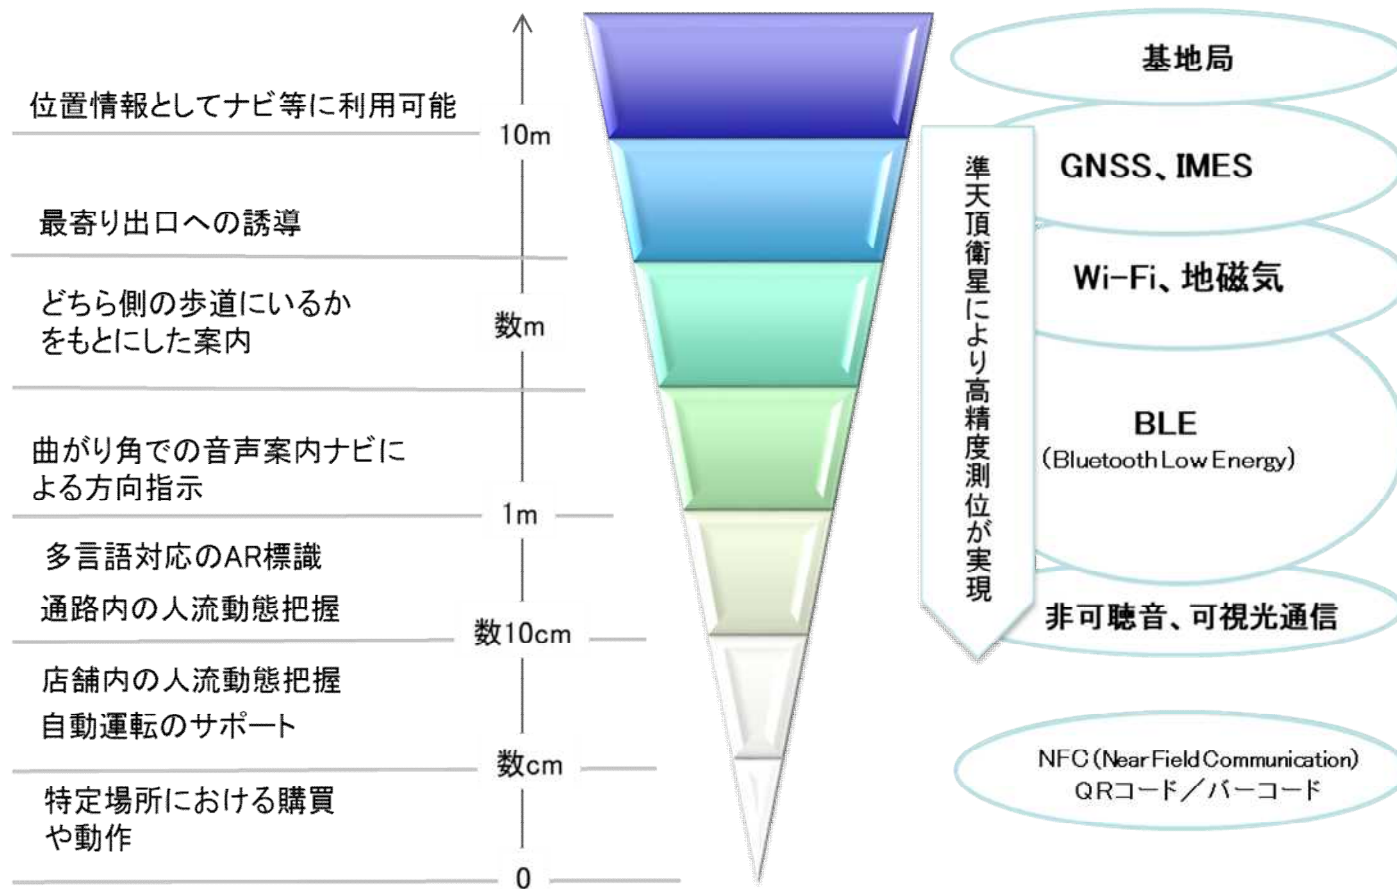 位置情報としてナビ等に利用可能
最寄り出口への誘導
どちら側の歩道にいるか
をもとにした案内
曲がり角での音声案内ナビに
よる方向指示
多言語対応のAR標識
通路内の人流動態把握
店舗内の人流動態把握
自動運転のサポート
特定場所における購買
や動作
10m
数m
1m
数10cm
数cm
0
準天頂衛星により高精度測位が実現
基地局
GNSS、IMES
Wi-Fi、地磁気
BLE
(Bluetooth Low Energy)
非可聴音、可視光通信
NFC(Near Field Communication)
QRコード／バーコード